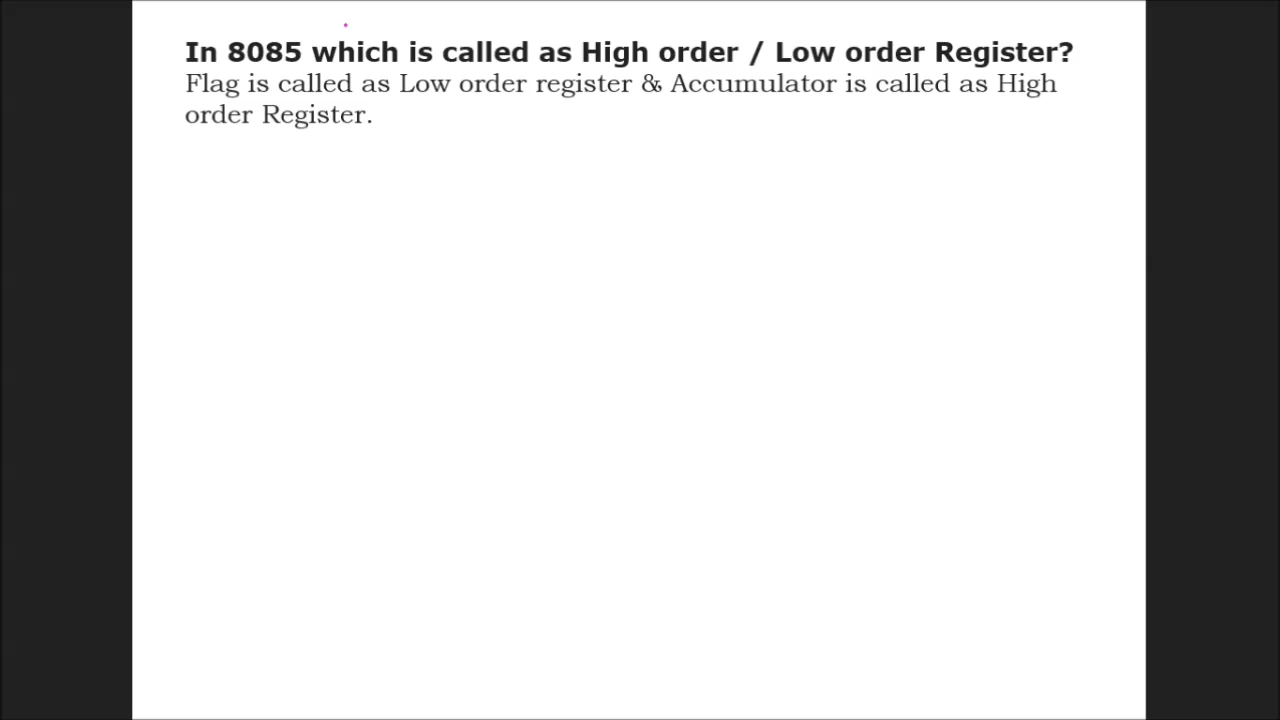 In 8085 which is called as High order / Low order Register?
Flag is called as Low order register & Accumulator is called as High
order Register.